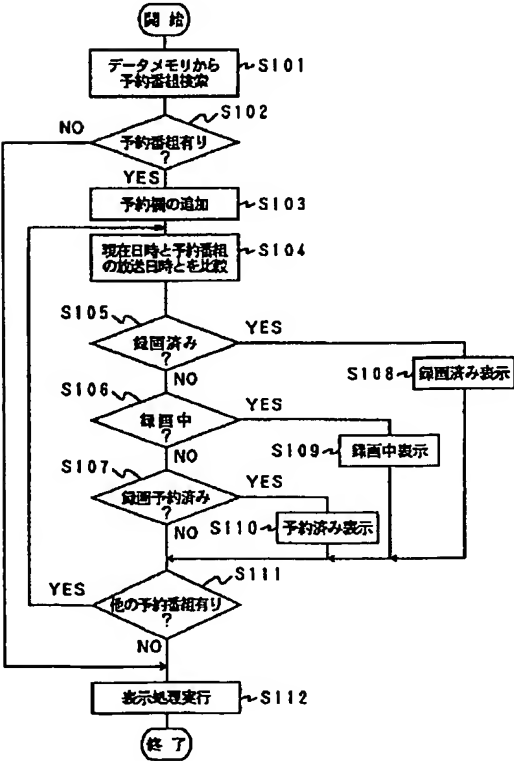 開 始
データメモリから
予約番組検索
S101
S102
NO
予約番組有り
?
YES
予約欄の追加
S103
現在日時と予約番組
の放送日時とを比較
S104
S105
YES
録画済み
?
S108
録画済み表示
NO
S106
YES
録画中
?
S109
録画中表示
NO
S107
YES
録画予約済み
?
S110
予約済み表示
NO
S111
YES
他の予約番組有り
?
NO
表示処理実行
S112
終 了